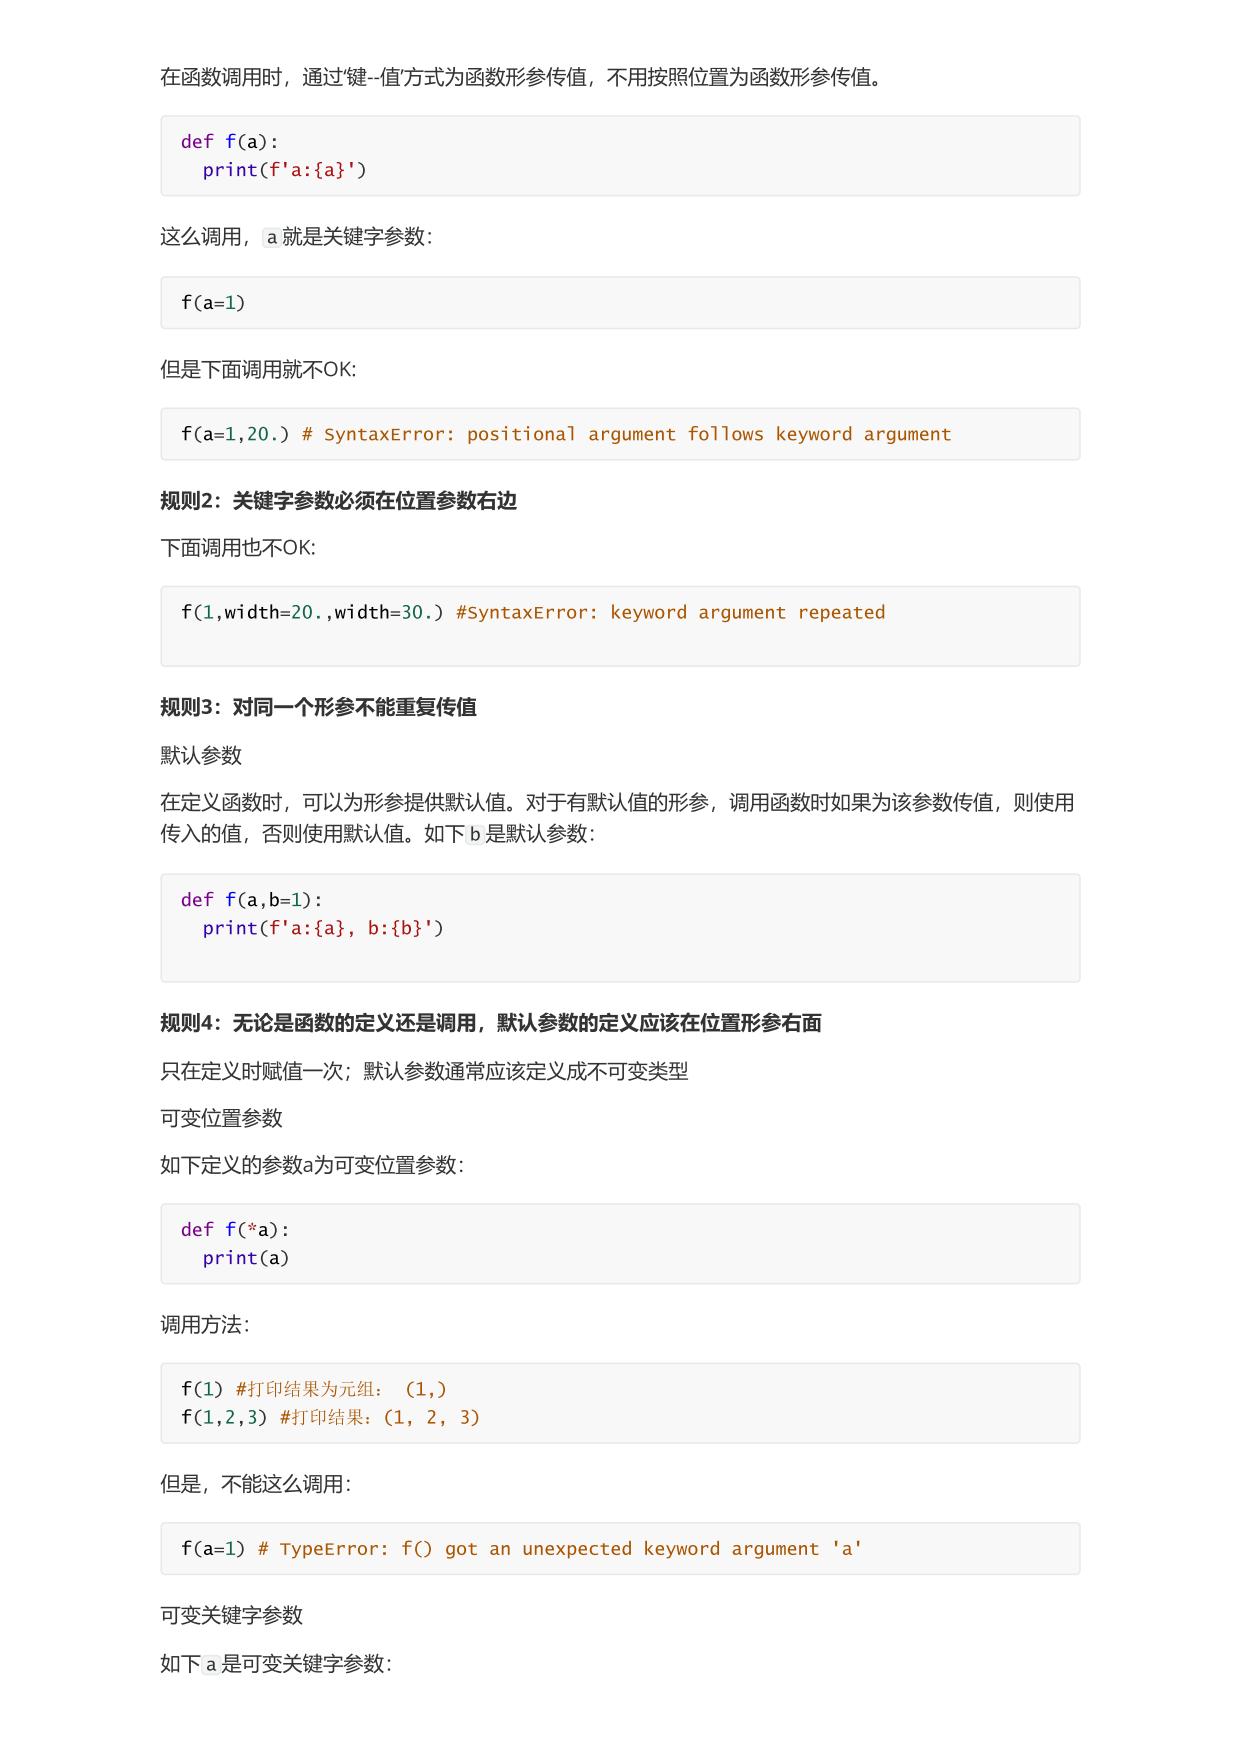 在函数调用时，通过‘键--值’方式为函数形参传值，不用按照位置为函数形参传值。
def f(a):
  print(f'a:{a}')
这么调用，a就是关键字参数：
f(a=1)
但是下面调用就不OK:
f(a=1,20.) # SyntaxError: positional argument follows keyword argument
规则2：关键字参数必须在位置参数右边
下面调用也不OK:
f(1,width=20.,width=30.) #SyntaxError: keyword argument repeated
规则3：对同一个形参不能重复传值
默认参数
在定义函数时，可以为形参提供默认值。对于有默认值的形参，调用函数时如果为该参数传值，则使用
传入的值，否则使用默认值。如下b是默认参数：
def f(a,b=1):
  print(f'a:{a}, b:{b}')
规则4：无论是函数的定义还是调用，默认参数的定义应该在位置形参右面
只在定义时赋值一次；默认参数通常应该定义成不可变类型
可变位置参数
如下定义的参数a为可变位置参数：
def f(*a):
  print(a)
调用方法：
f(1) #打印结果为元组： (1,)
f(1,2,3) #打印结果：(1, 2, 3)
但是，不能这么调用：
f(a=1) # TypeError: f() got an unexpected keyword argument 'a'
可变关键字参数
如下a是可变关键字参数：